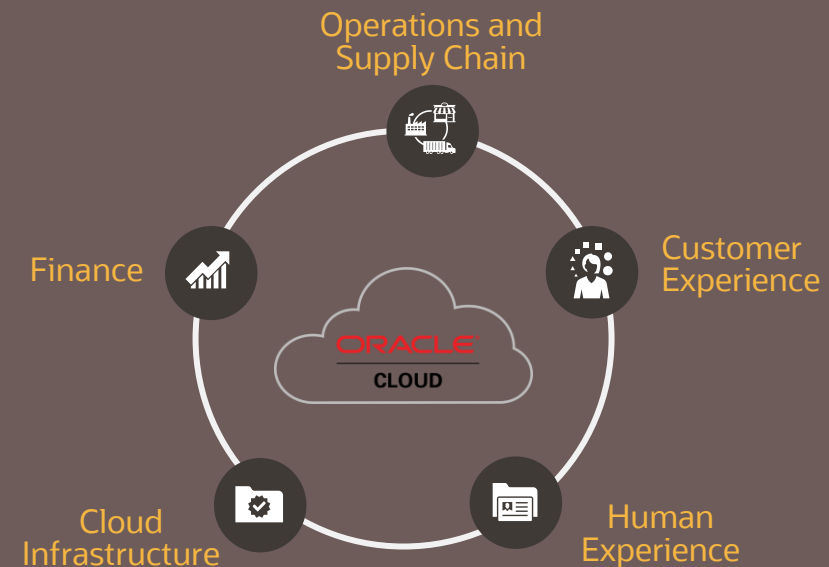 Operations and
Supply Chain
Finance
Customer
Experience
ORACLE
CLOUD
Cloud
Infrastructure
Human
Experience